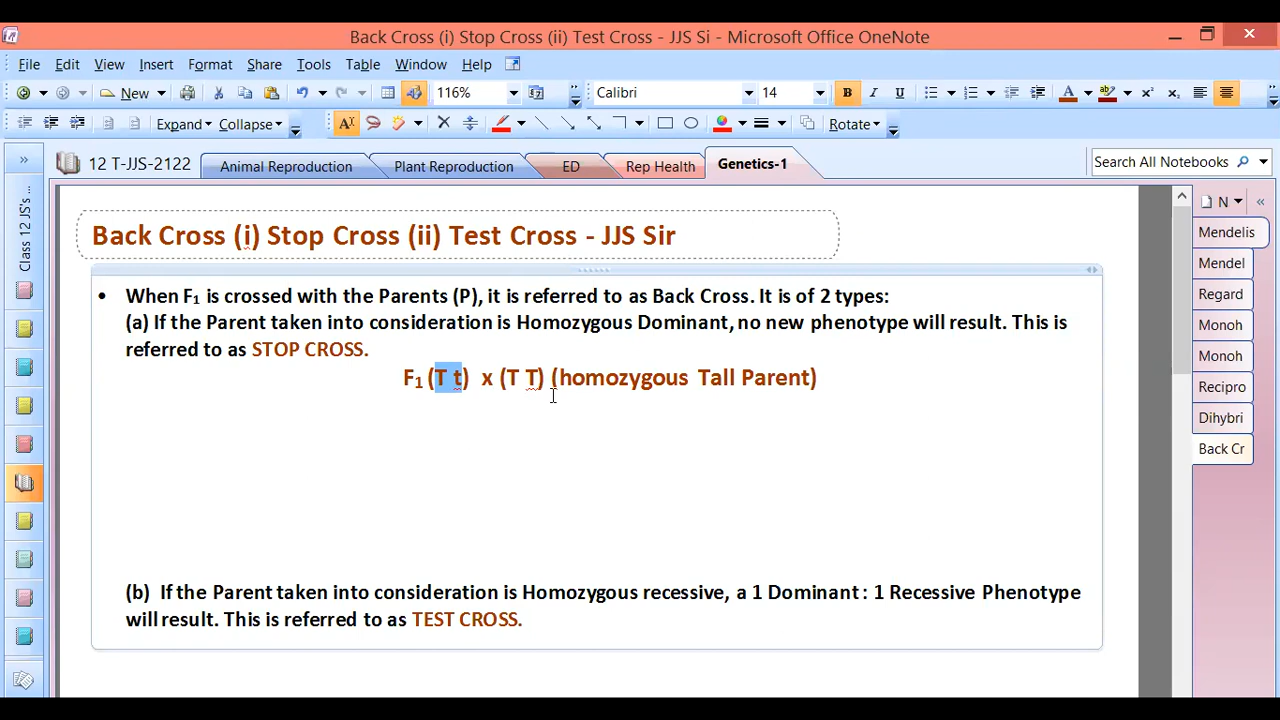 Back Cross (i) Stop Cross (ii) Test Cross - JJS Si - Microsoft Office OneNote
File Edit View Insert Format Share Tools Table Window Help
New 116% Calibri 14
Expand Collapse Rotate
12 T-JJS-2122 Animal Reproduction Plant Reproduction ED Rep Health Genetics-1 Search All Notebooks
Class 12 JJS's ...
Back Cross (i) Stop Cross (ii) Test Cross - JJS Sir
• When F₁ is crossed with the Parents (P), it is referred to as Back Cross. It is of 2 types:
(a) If the Parent taken into consideration is Homozygous Dominant, no new phenotype will result. This is
referred to as STOP CROSS.
F₁ (T t) x (T T) (homozygous Tall Parent)
(b) If the Parent taken into consideration is Homozygous recessive, a 1 Dominant : 1 Recessive Phenotype
will result. This is referred to as TEST CROSS.
N
Mendelis
Mendel
Regard
Monoh
Monoh
Recipro
Dihybri
Back Cr